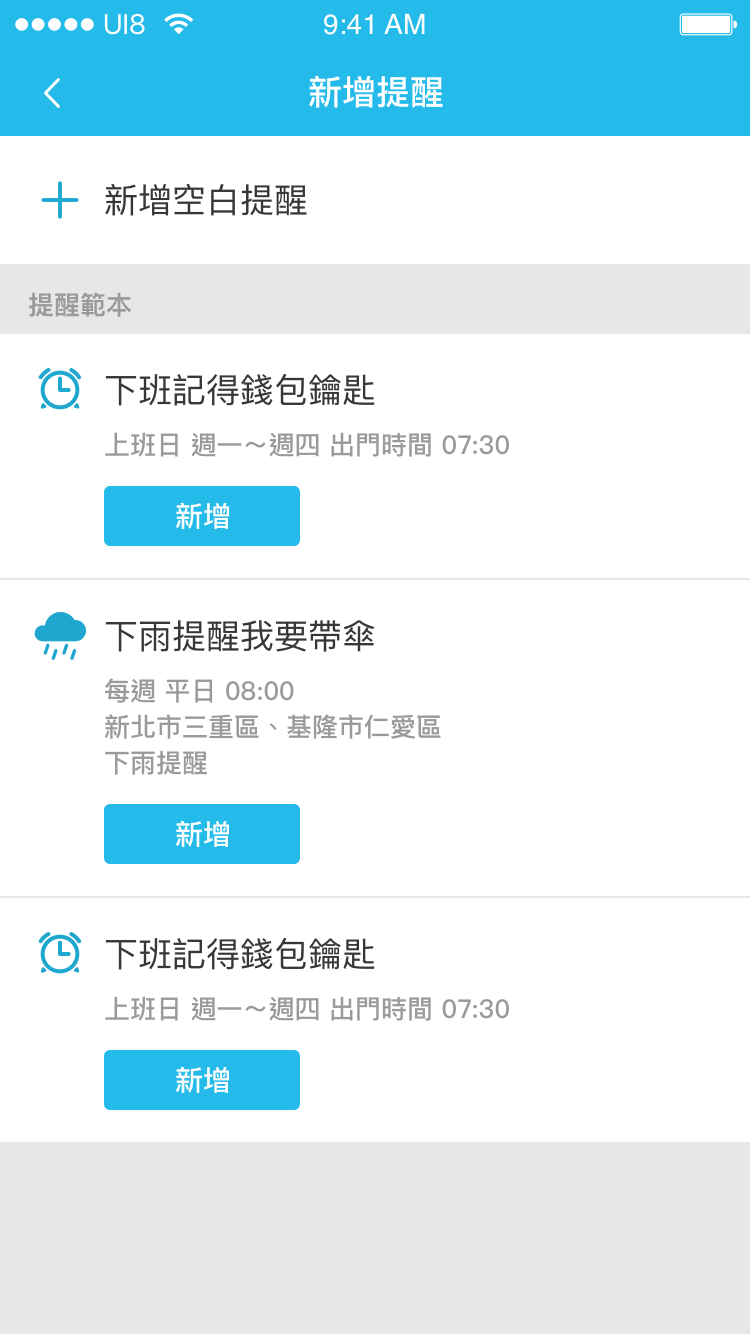 UI8 9:41 AM
新增提醒
新增空白提醒
提醒範本
下班記得錢包鑰匙
上班日 週一～週四 出門時間 07:30
新增
下雨提醒我要帶傘
每週 平日 08:00
新北市三重區、基隆市仁愛區
下雨提醒
新增
下班記得錢包鑰匙
上班日 週一～週四 出門時間 07:30
新增